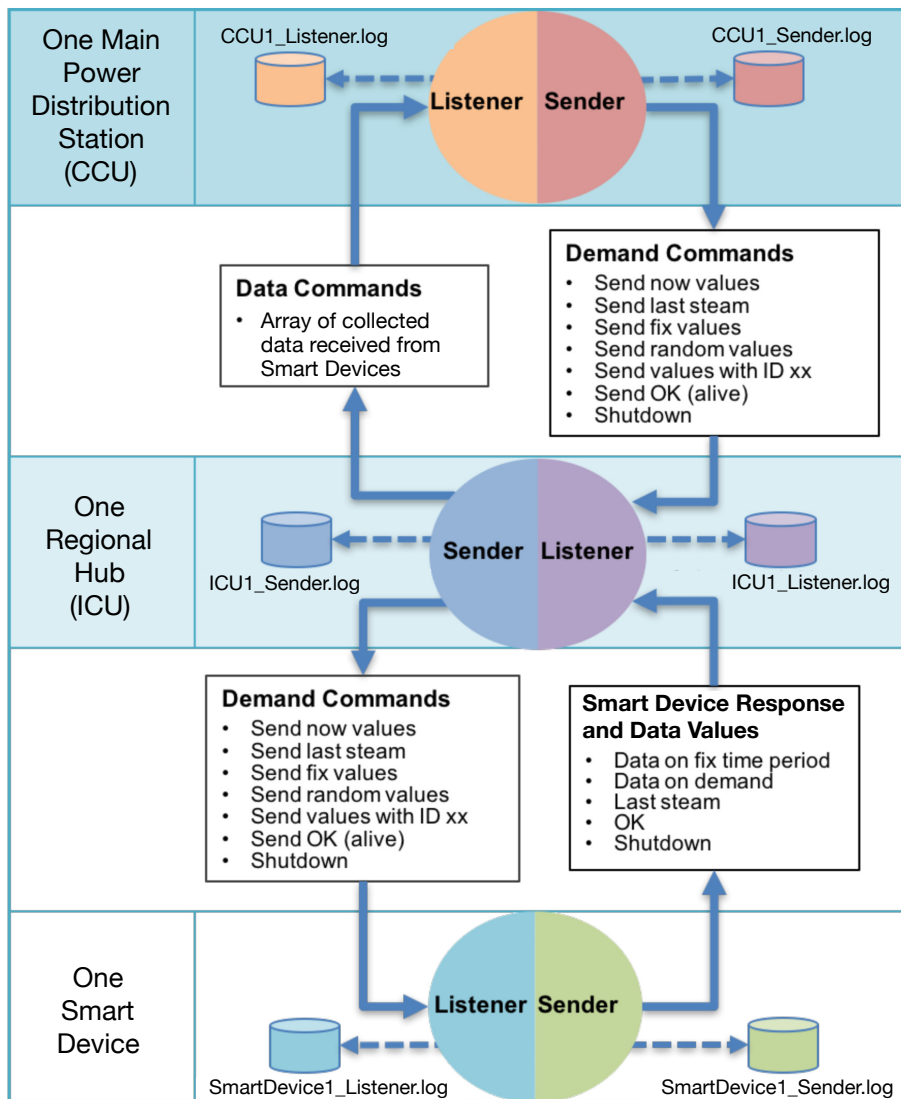 One Main
Power
Distribution
Station
(CCU)
CCU1_Listener.log
CCU1_Sender.log
Listener
Sender
Data Commands
• Array of collected
data received from
Smart Devices
Demand Commands
• Send now values
• Send last steam
• Send fix values
• Send random values
• Send values with ID xx
• Send OK (alive)
• Shutdown
One
Regional
Hub
(ICU)
Sender
Listener
ICU1_Sender.log
ICU1_Listener.log
Demand Commands
• Send now values
• Send last steam
• Send fix values
• Send random values
• Send values with ID xx
• Send OK (alive)
• Shutdown
Smart Device Response
and Data Values
• Data on fix time period
• Data on demand
• Last steam
• OK
• Shutdown
One
Smart
Device
Listener
Sender
SmartDevice1_Listener.log
SmartDevice1_Sender.log